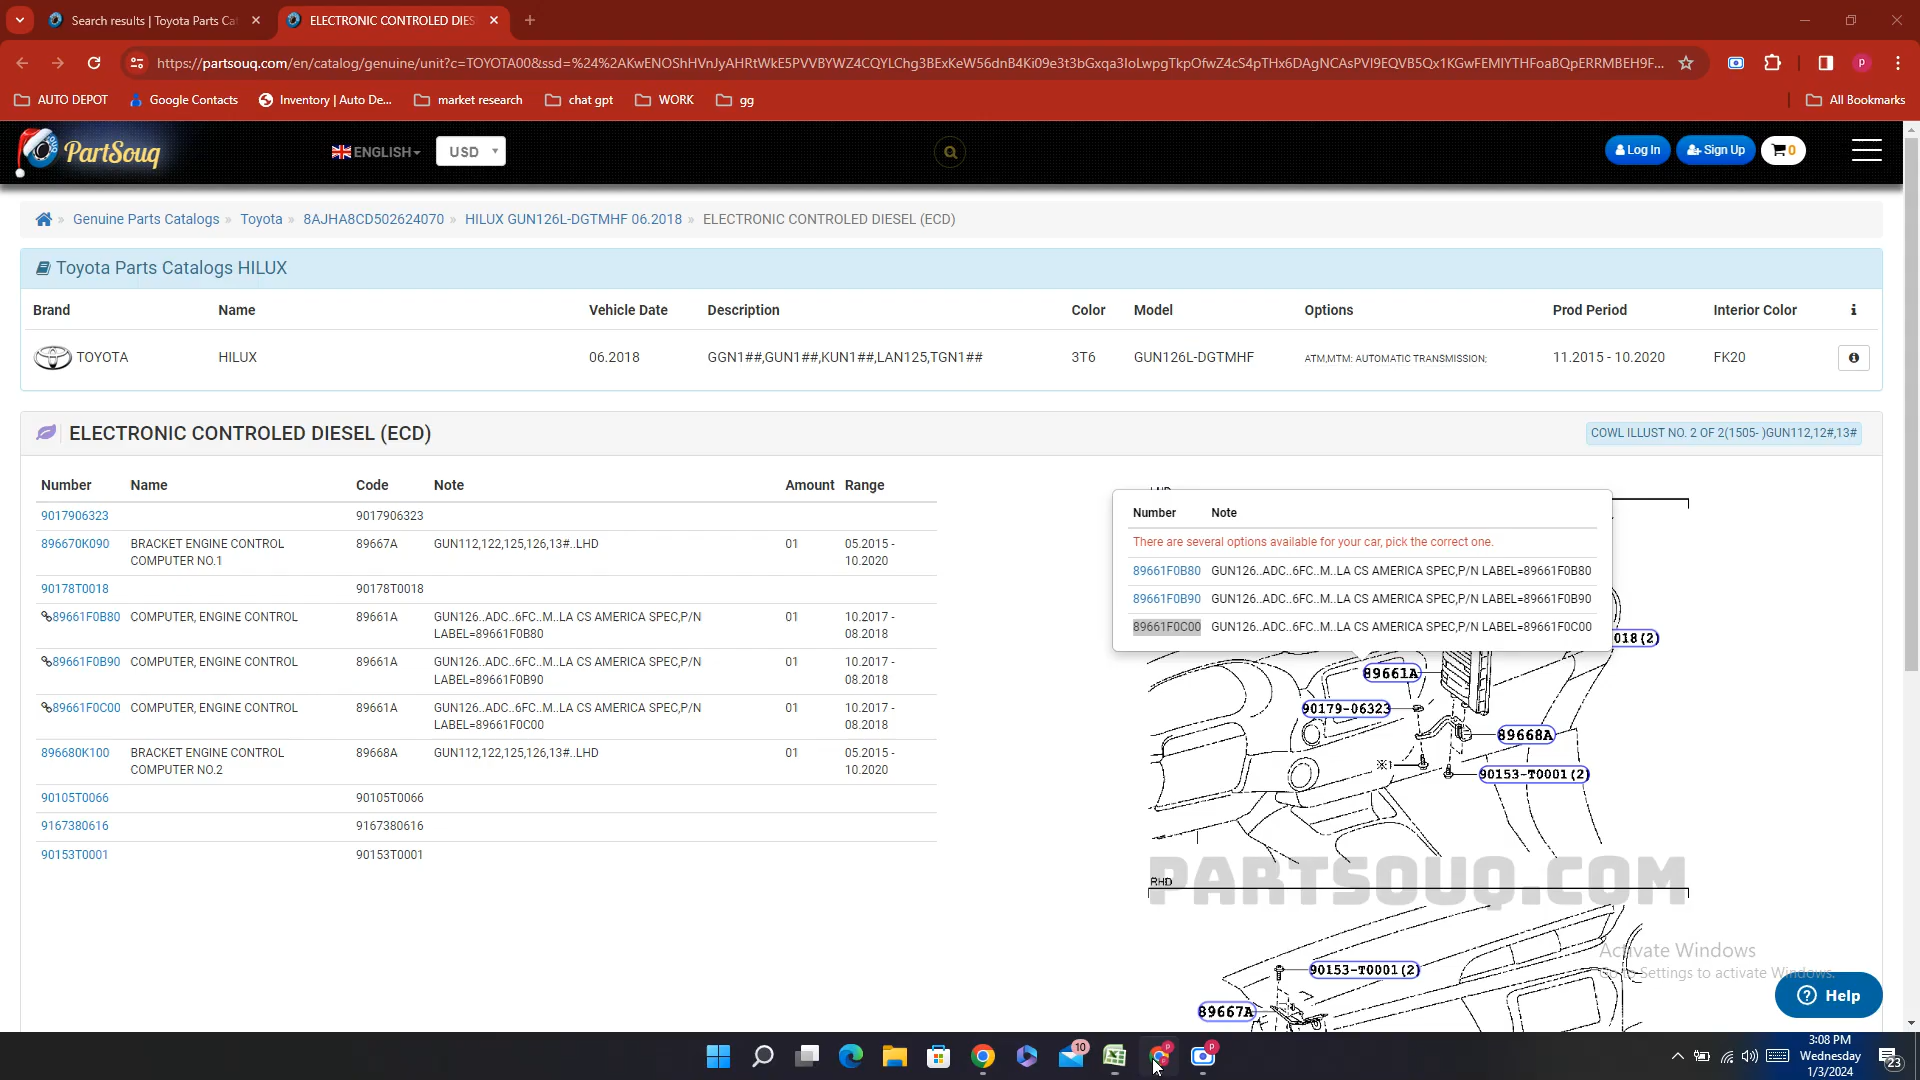 Search results | Toyota Parts Ca
ELECTRONIC CONTROLED DIES
https://partsouq.com/en/catalog/genuine/unit?c=TOYOTA00&ssd=%24%2AKwENOShHVnJyAHRtWkE5PVVBYWZ4CQYLChg3BExKeW56dnB4Ki09e3t3bGxqa3IoLwpgTkpOfwZ4cS4pTHx6DAgNCAsPVl9EQVB5Qx1KGwFEMIYTHFoaBQpERRMBEH9F...
AUTO DEPOT
Google Contacts
Inventory | Auto De...
market research
chat gpt
WORK
gg
All Bookmarks
PartSouq
ENGLISH
USD
Log In
Sign Up
0
» Genuine Parts Catalogs » Toyota » 8AJHA8CD502624070 » HILUX GUN126L-DGTMHF 06.2018 » ELECTRONIC CONTROLED DIESEL (ECD)
Toyota Parts Catalogs HILUX
Brand Name Vehicle Date Description Color Model Options Prod Period Interior Color
TOYOTA HILUX 06.2018 GGN1##,GUN1##,KUN1##,LAN125,TGN1## 3T6 GUN126L-DGTMHF ATM,MTM: AUTOMATIC TRANSMISSION; 11.2015 - 10.2020 FK20
ELECTRONIC CONTROLED DIESEL (ECD)
COWL ILLUST NO. 2 OF 2(1505- )GUN112,12#,13#
Number Name Code Note Amount Range
9017906323 9017906323
896670K090 BRACKET ENGINE CONTROL 89667A GUN112,122,125,126,13#..LHD 01 05.2015 -
COMPUTER NO.1 10.2020
90178T0018 90178T0018
89661F0B80 COMPUTER, ENGINE CONTROL 89661A GUN126..ADC..6FC..M..LA CS AMERICA SPEC,P/N 01 10.2017 -
LABEL=89661F0B80 08.2018
89661F0B90 COMPUTER, ENGINE CONTROL 89661A GUN126..ADC..6FC..M..LA CS AMERICA SPEC,P/N 01 10.2017 -
LABEL=89661F0B90 08.2018
89661F0C00 COMPUTER, ENGINE CONTROL 89661A GUN126..ADC..6FC..M..LA CS AMERICA SPEC,P/N 01 10.2017 -
LABEL=89661F0C00 08.2018
896680K100 BRACKET ENGINE CONTROL 89668A GUN112,122,125,126,13#..LHD 01 05.2015 -
COMPUTER NO.2 10.2020
90105T0066 90105T0066
9167380616 9167380616
90153T0001 90153T0001
Number Note
There are several options available for your car, pick the correct one.
89661F0B80 GUN126..ADC..6FC..M..LA CS AMERICA SPEC,P/N LABEL=89661F0B80
89661F0B90 GUN126..ADC..6FC..M..LA CS AMERICA SPEC,P/N LABEL=89661F0B90
89661F0C00 GUN126..ADC..6FC..M..LA CS AMERICA SPEC,P/N LABEL=89661F0C00
018(2)
89661A
90179-06323
89668A
※1
90153-T0001(2)
PARTSOUQ.COM
RHD
90153-T0001(2)
89667A
Activate Windows
Go to Settings to activate Windows.
Help
10
3:08 PM
Wednesday
1/3/2024
23